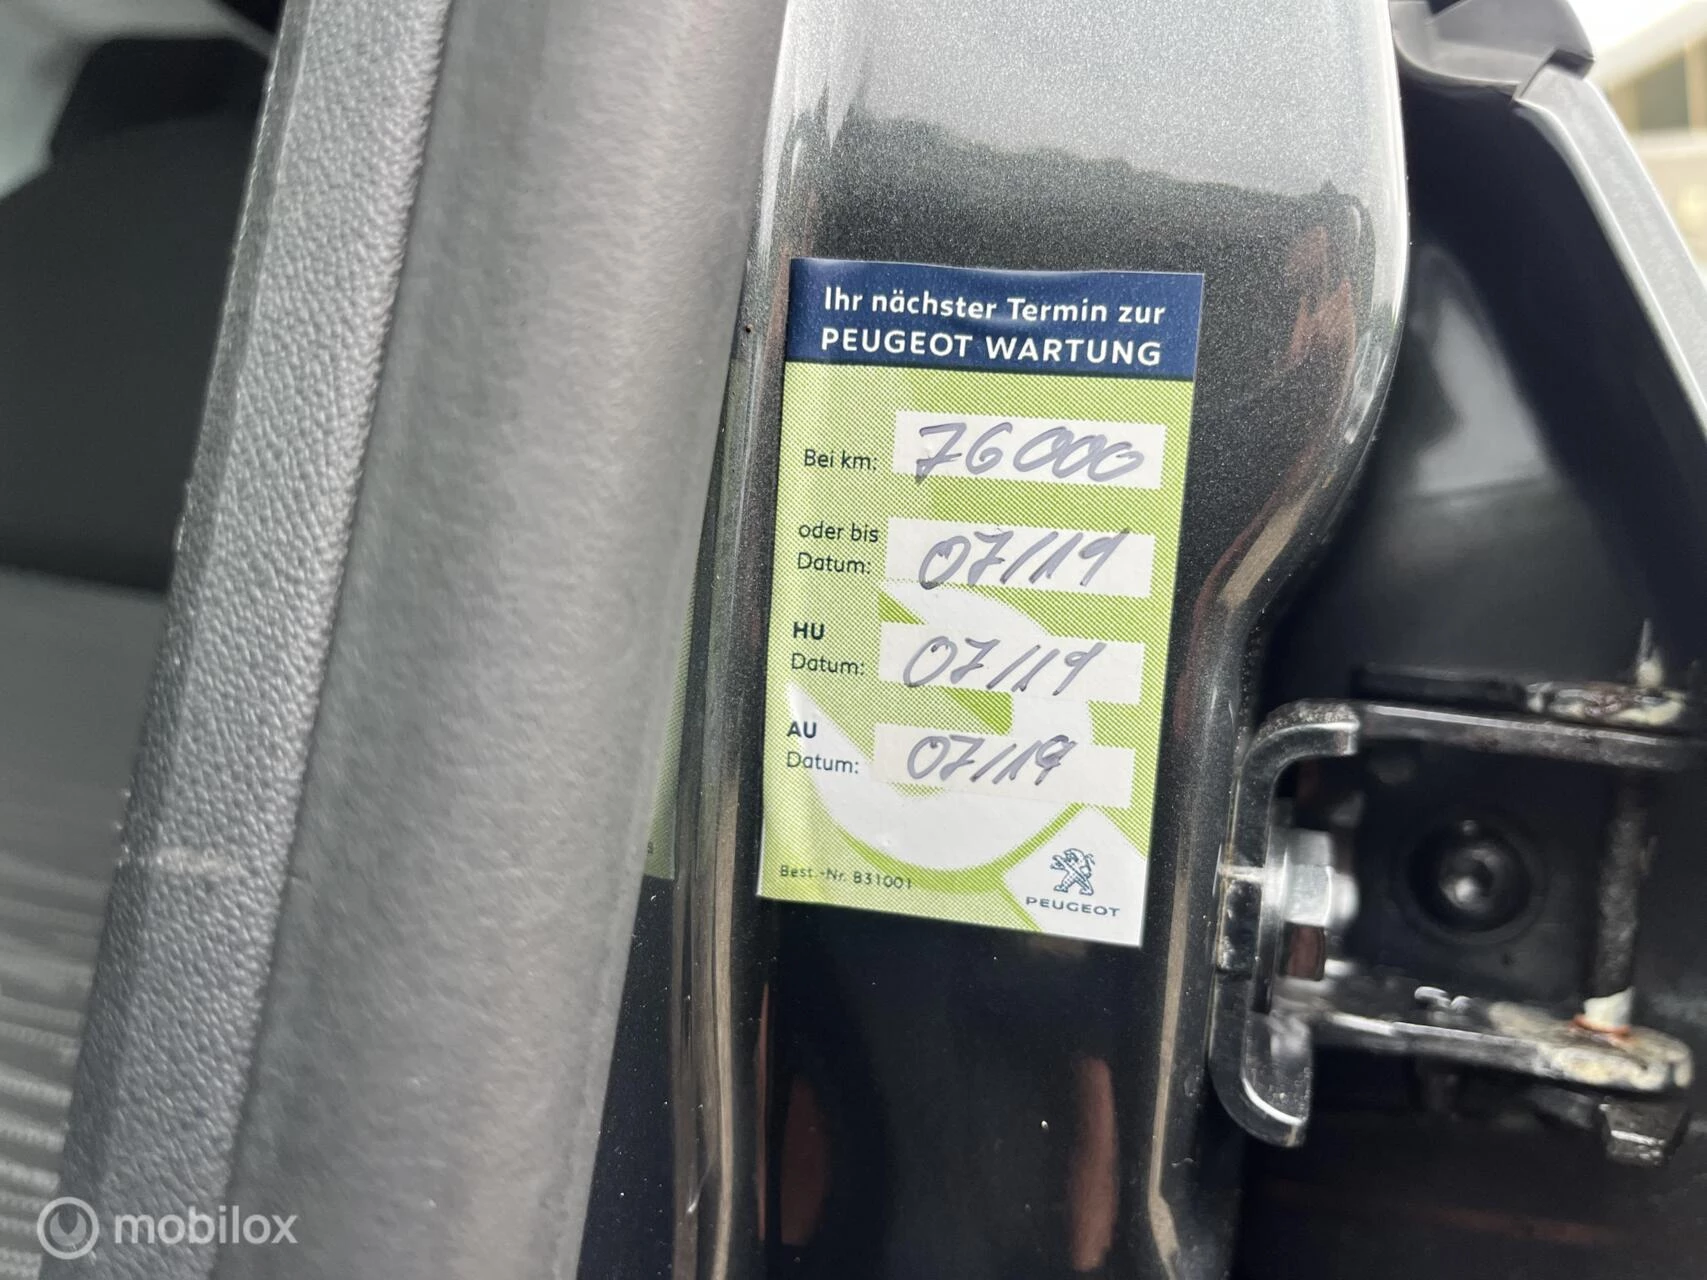 Ihr nächster Termin zur
PEUGEOT WARTUNG
Bei km: 76000
oder bis
Datum: 07/19
HU
Datum: 07/19
AU
Datum: 07/19
Best.-Nr. B31001
PEUGEOT
mobilox